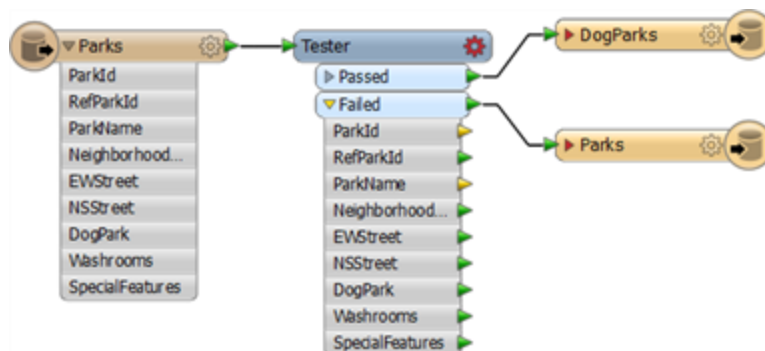 Parks
ParkId
RefParkId
ParkName
Neighborhood...
EWStreet
NSStreet
DogPark
Washrooms
SpecialFeatures
Tester
Passed
Failed
ParkId
RefParkId
ParkName
Neighborhood...
EWStreet
NSStreet
DogPark
Washrooms
SpecialFeatures
DogParks
Parks